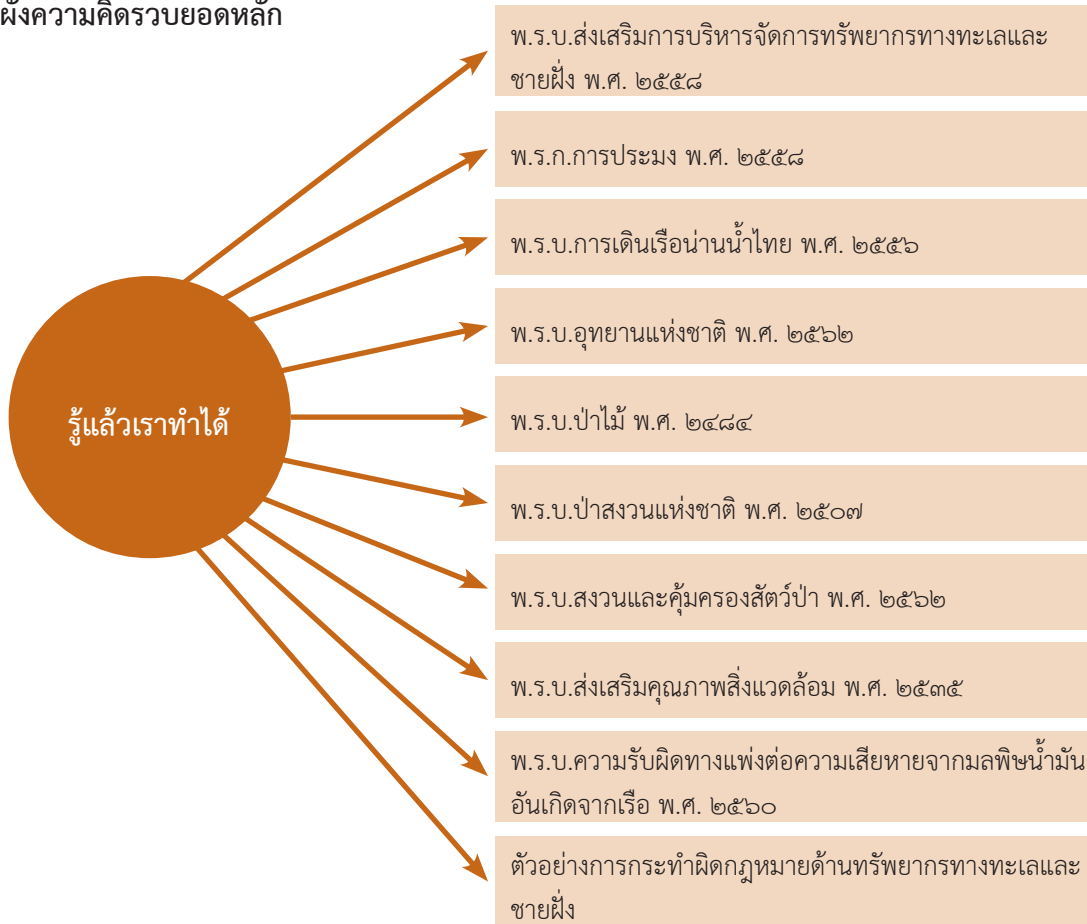 ผังความคิดรวบยอดหลัก
พ.ร.บ.ส่งเสริมการบริหารจัดการทรัพยากรทางทะเลและ
ชายฝั่ง พ.ศ. ๒๕๕๘
พ.ร.ก.การประมง พ.ศ. ๒๕๕๘
พ.ร.บ.การเดินเรือน่านน้ำไทย พ.ศ. ๒๕๕๖
พ.ร.บ.อุทยานแห่งชาติ พ.ศ. ๒๕๖๒
รู้แล้วเราทำได้
พ.ร.บ.ป่าไม้ พ.ศ. ๒๔๘๔
พ.ร.บ.ป่าสงวนแห่งชาติ พ.ศ. ๒๕๐๗
พ.ร.บ.สงวนและคุ้มครองสัตว์ป่า พ.ศ. ๒๕๖๒
พ.ร.บ.ส่งเสริมคุณภาพสิ่งแวดล้อม พ.ศ. ๒๕๓๕
พ.ร.บ.ความรับผิดทางแพ่งต่อความเสียหายจากมลพิษน้ำมัน
อันเกิดจากเรือ พ.ศ. ๒๕๖๐
ตัวอย่างการกระทำผิดกฎหมายด้านทรัพยากรทางทะเลและ
ชายฝั่ง